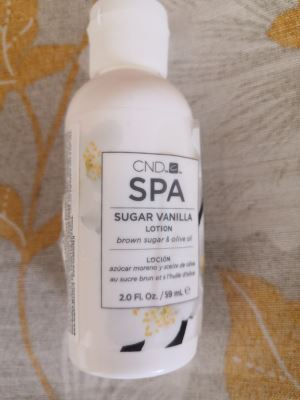 CND
SPA
SUGAR VANILLA
LOTION
brown sugar & olive oil
LOCIÓN
azúcar moreno y aceite de oliva
au sucre brun et à l'huile d'olive
2.0 Fl. Oz. / 59 mL e